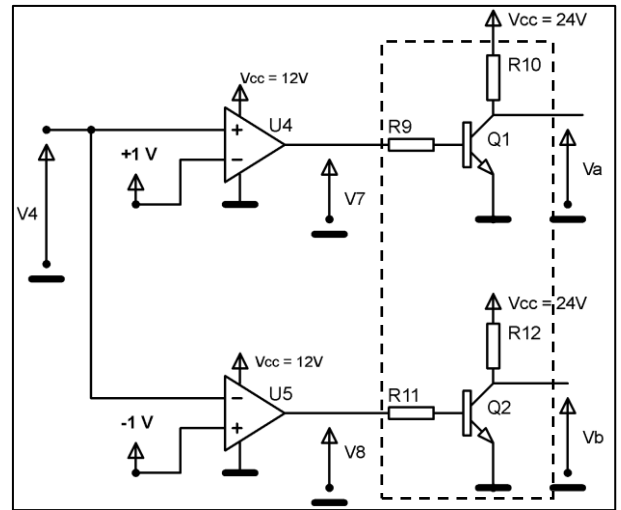 Vcc = 24V
R10
Vcc = 12V
U4
+
R9
Q1
+1 V
−
V4
V7
Va
Vcc = 24V
R12
Vcc = 12V
U5
−
R11
Q2
-1 V
+
V8
Vb